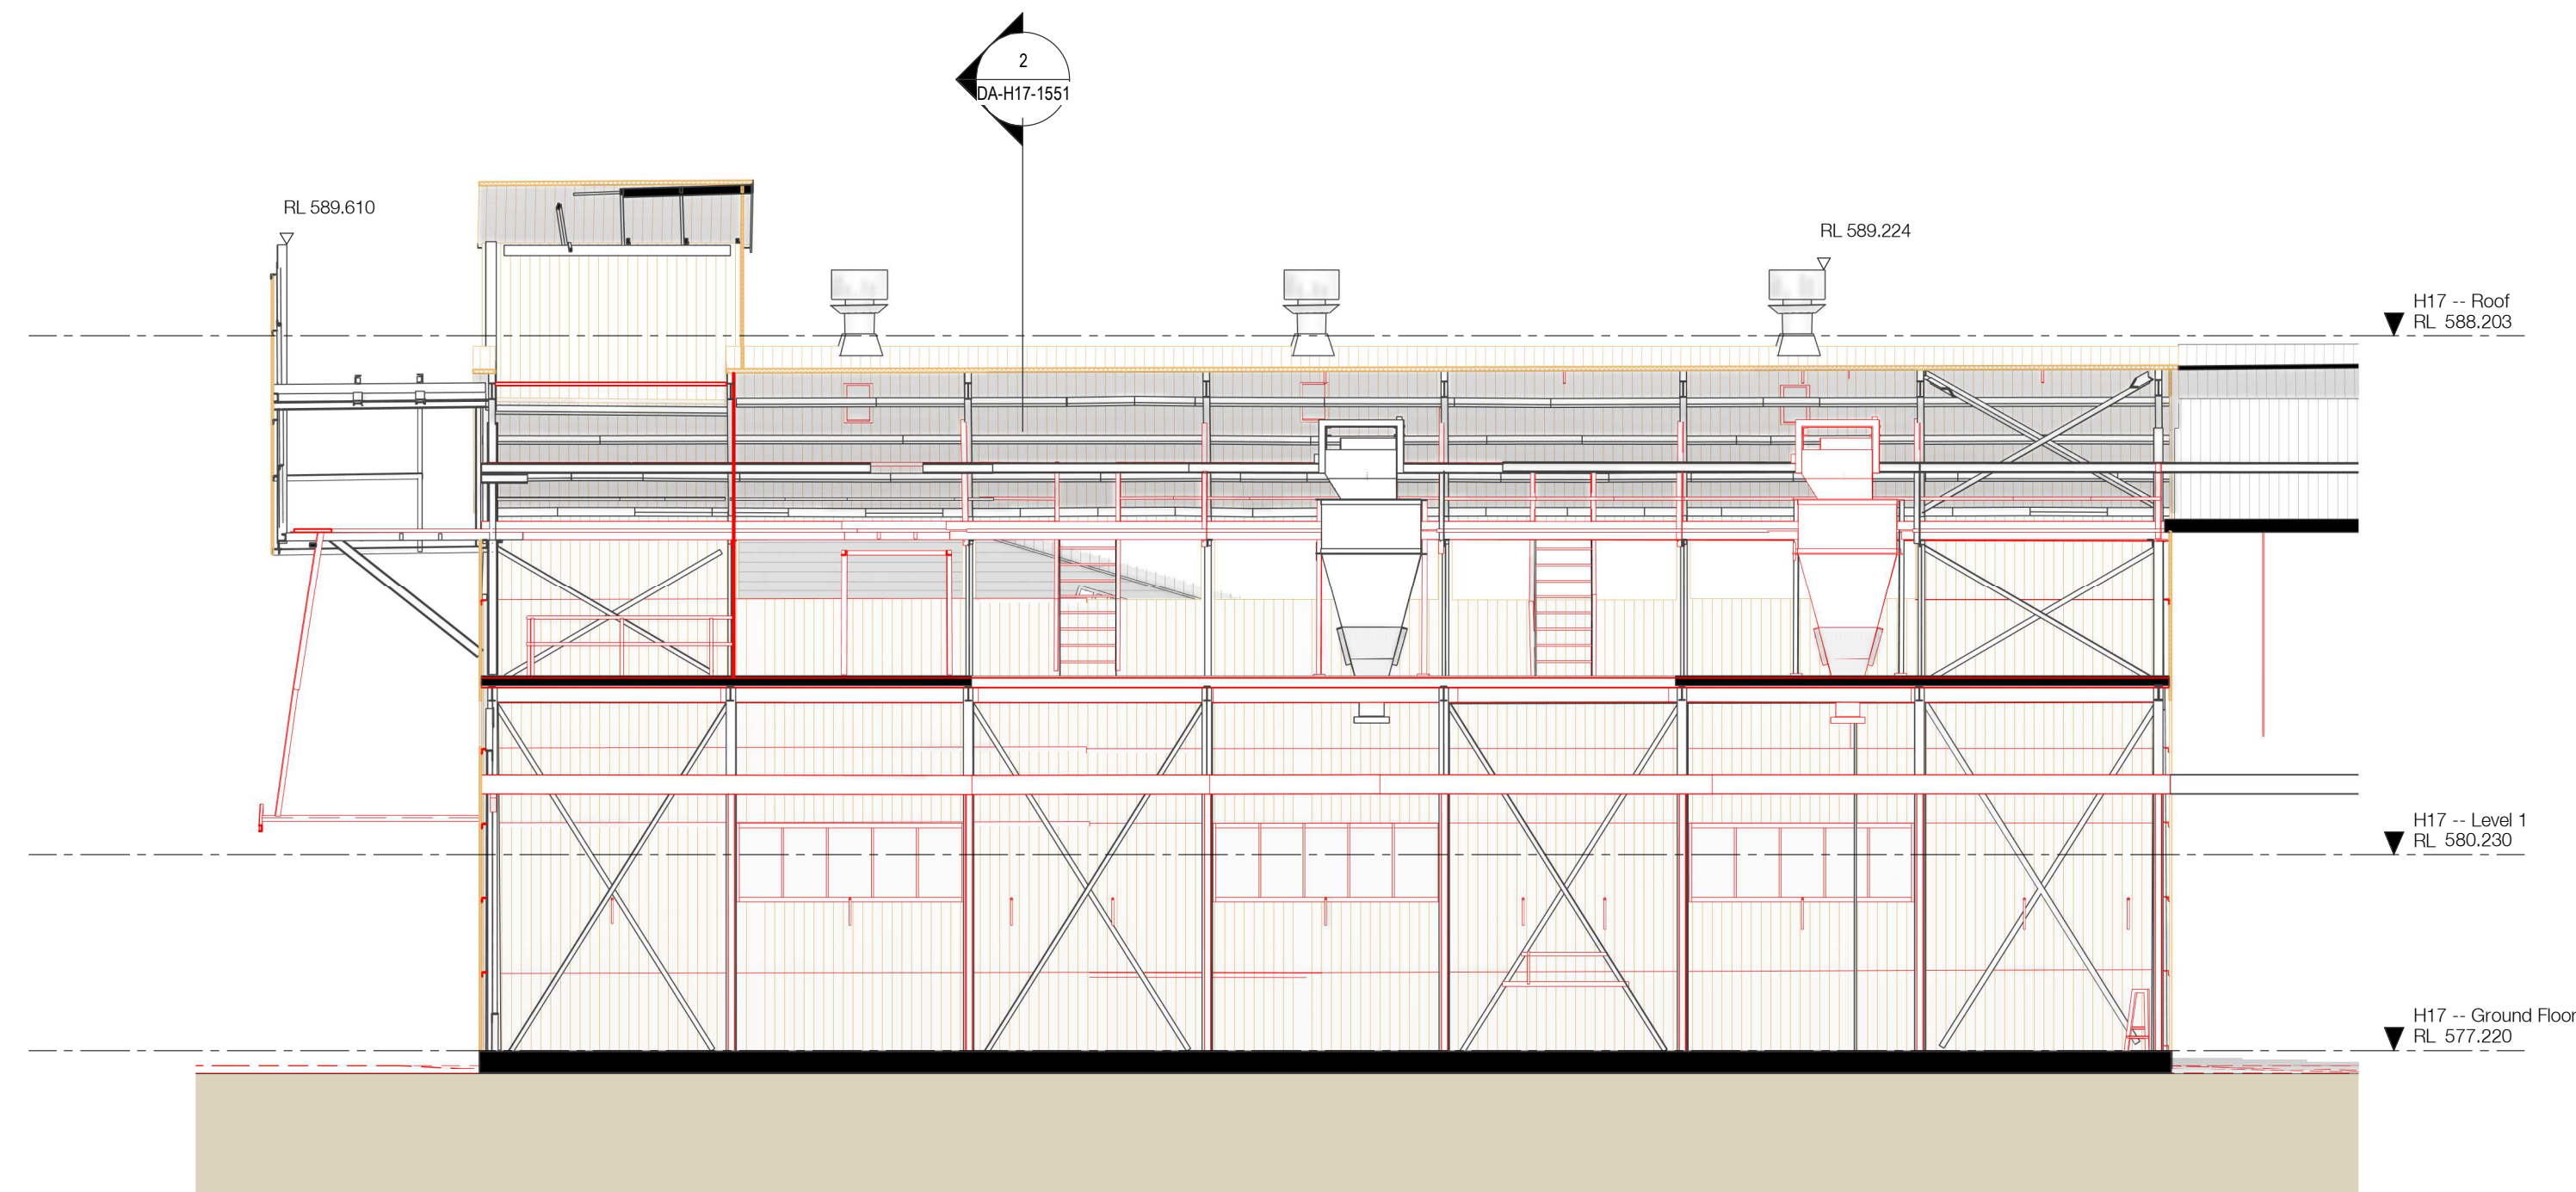 2
DA-H17-1551
RL 589.610
RL 589.224
H17 -- Roof
RL 588.203
H17 -- Level 1
RL 580.230
H17 -- Ground Floor
RL 577.220